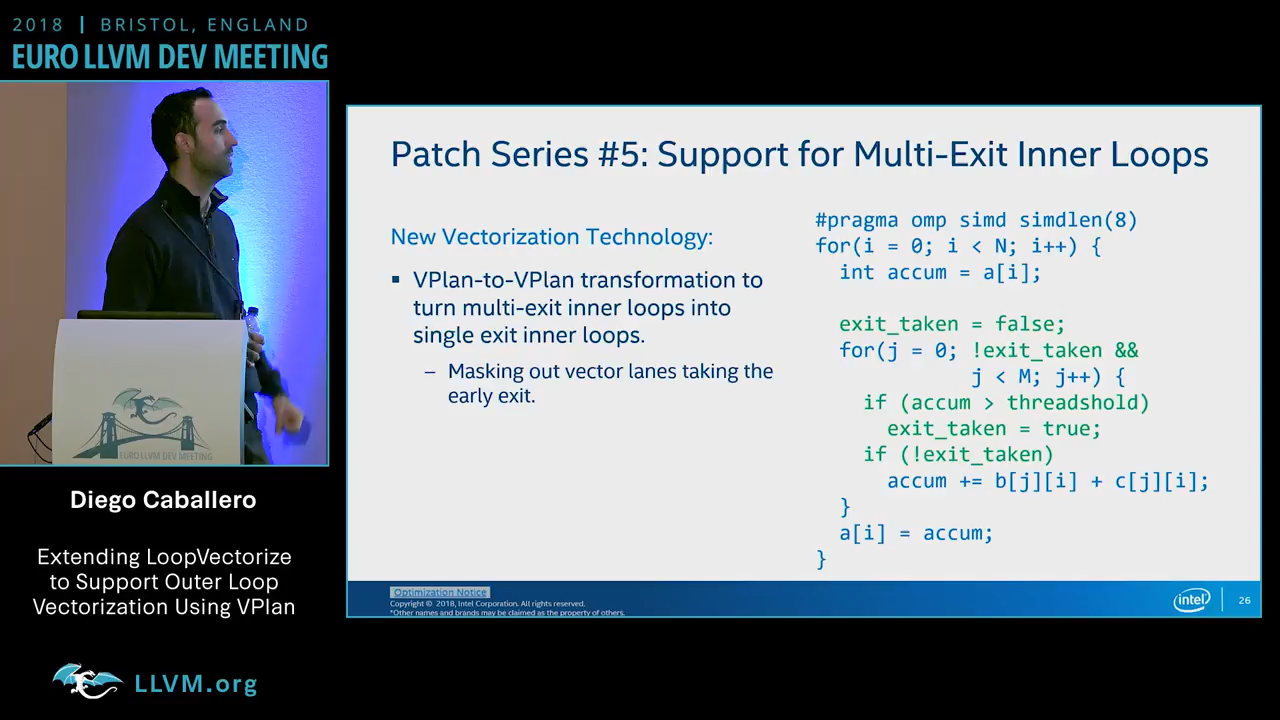 2018 | BRISTOL, ENGLAND
EURO LLVM DEV MEETING
EURO LLVM DEV MEETING
Diego Caballero
Extending LoopVectorize
to Support Outer Loop
Vectorization Using VPlan
LLVM.org
Patch Series #5: Support for Multi-Exit Inner Loops
New Vectorization Technology:
▪ VPlan-to-VPlan transformation to
turn multi-exit inner loops into
single exit inner loops.
– Masking out vector lanes taking the
early exit.
#pragma omp simd simdlen(8)
for(i = 0; i < N; i++) {
int accum = a[i];
exit_taken = false;
for(j = 0; !exit_taken &&
j < M; j++) {
if (accum > threadshold)
exit_taken = true;
if (!exit_taken)
accum += b[j][i] + c[j][i];
}
a[i] = accum;
}
Optimization Notice
Copyright © 2018, Intel Corporation. All rights reserved.
*Other names and brands may be claimed as the property of others.
intel
26